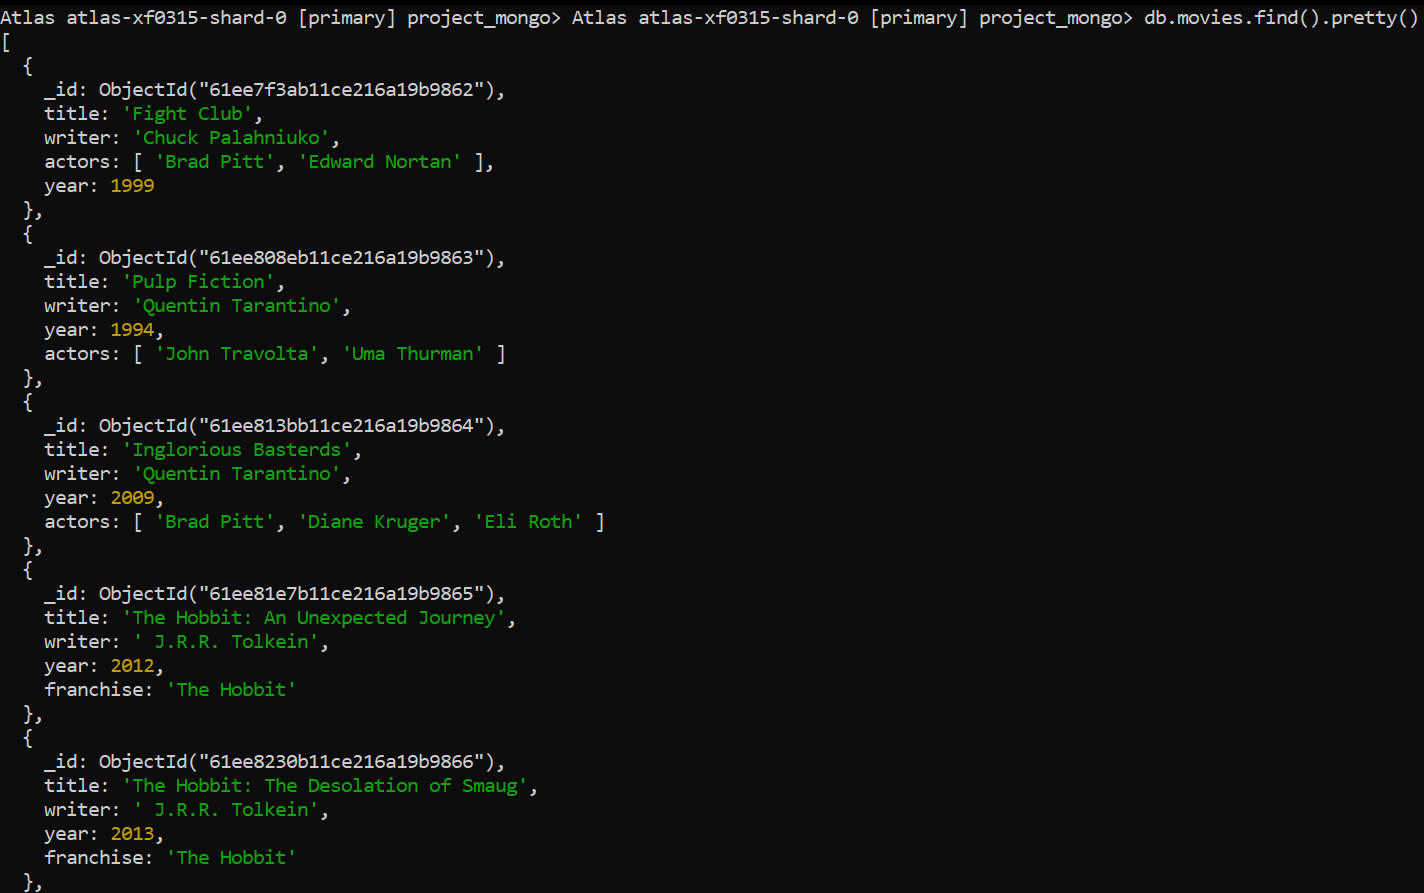 Atlas atlas-xf0315-shard-0 [primary] project_mongo> Atlas atlas-xf0315-shard-0 [primary] project_mongo> db.movies.find().pretty()
[
  {
    _id: ObjectId("61ee7f3ab11ce216a19b9862"),
    title: 'Fight Club',
    writer: 'Chuck Palahniuko',
    actors: [ 'Brad Pitt', 'Edward Nortan' ],
    year: 1999
  },
  {
    _id: ObjectId("61ee808eb11ce216a19b9863"),
    title: 'Pulp Fiction',
    writer: 'Quentin Tarantino',
    year: 1994,
    actors: [ 'John Travolta', 'Uma Thurman' ]
  },
  {
    _id: ObjectId("61ee813bb11ce216a19b9864"),
    title: 'Inglorious Basterds',
    writer: 'Quentin Tarantino',
    year: 2009,
    actors: [ 'Brad Pitt', 'Diane Kruger', 'Eli Roth' ]
  },
  {
    _id: ObjectId("61ee81e7b11ce216a19b9865"),
    title: 'The Hobbit: An Unexpected Journey',
    writer: ' J.R.R. Tolkein',
    year: 2012,
    franchise: 'The Hobbit'
  },
  {
    _id: ObjectId("61ee8230b11ce216a19b9866"),
    title: 'The Hobbit: The Desolation of Smaug',
    writer: ' J.R.R. Tolkein',
    year: 2013,
    franchise: 'The Hobbit'
  },